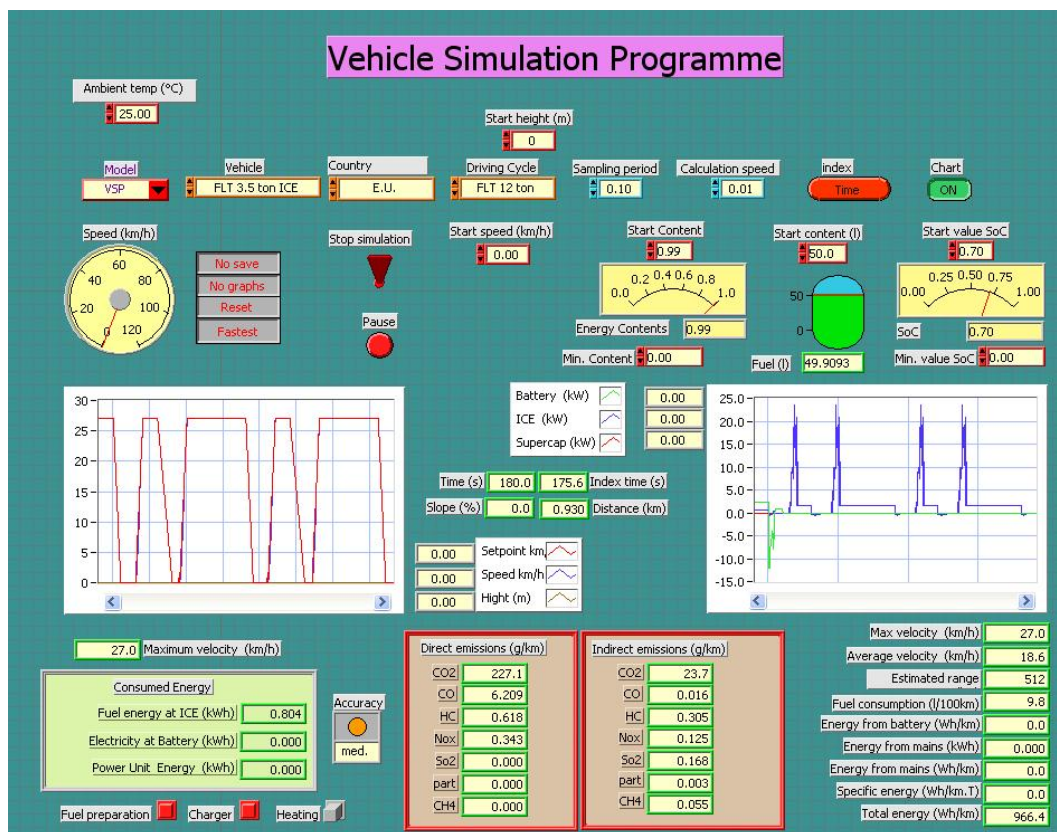 Vehicle Simulation Programme
Ambient temp (°C)
25.00
Start height (m)
0
Model
VSP
Vehicle
FLT 3.5 ton ICE
Country
E.U.
Driving Cycle
FLT 12 ton
Sampling period
0.10
Calculation speed
0.01
index
Time
Chart
ON
Speed (km/h)
0 20 40 60 80 100 120
No save
No graphs
Reset
Fastest
Stop simulation
Pause
Start speed (km/h)
0.00
Start Content
0.99
0.0 0.2 0.4 0.6 0.8 1.0
Energy Contents 0.99
Min. Content 0.00
Start content (l)
50.0
50
0
Fuel (l) 49.9093
Start value SoC
0.70
0.00 0.25 0.50 0.75 1.00
SoC 0.70
Min. value SoC 0.00
30
25
20
15
10
5
0
Battery (kW) 0.00
ICE (kW) 0.00
Supercap (kW) 0.00
Time (s) 180.0 175.6 Index time (s)
Slope (%) 0.0 0.930 Distance (km)
0.00 Setpoint km/
0.00 Speed km/h
0.00 Hight (m)
25.0
20.0
15.0
10.0
5.0
0.0
-5.0
-10.0
-15.0
27.0 Maximum velocity (km/h)
Consumed Energy
Fuel energy at ICE (kWh) 0.804
Electricity at Battery (kWh) 0.000
Power Unit Energy (kWh) 0.000
Accuracy
med.
Fuel preparation Charger Heating
Direct emissions (g/km)
CO2 227.1
CO 6.209
HC 0.618
Nox 0.343
So2 0.000
part 0.000
CH4 0.000
Indirect emissions (g/km)
CO2 23.7
CO 0.016
HC 0.305
Nox 0.125
So2 0.168
part 0.003
CH4 0.055
Max velocity (km/h) 27.0
Average velocity (km/h) 18.6
Estimated range 512
Fuel consumption (l/100km) 9.8
Energy from battery (Wh/km) 0.0
Energy from mains (kWh) 0.000
Energy from mains (Wh/km) 0.0
Specific energy (Wh/km.T) 0.0
Total energy (Wh/km) 966.4